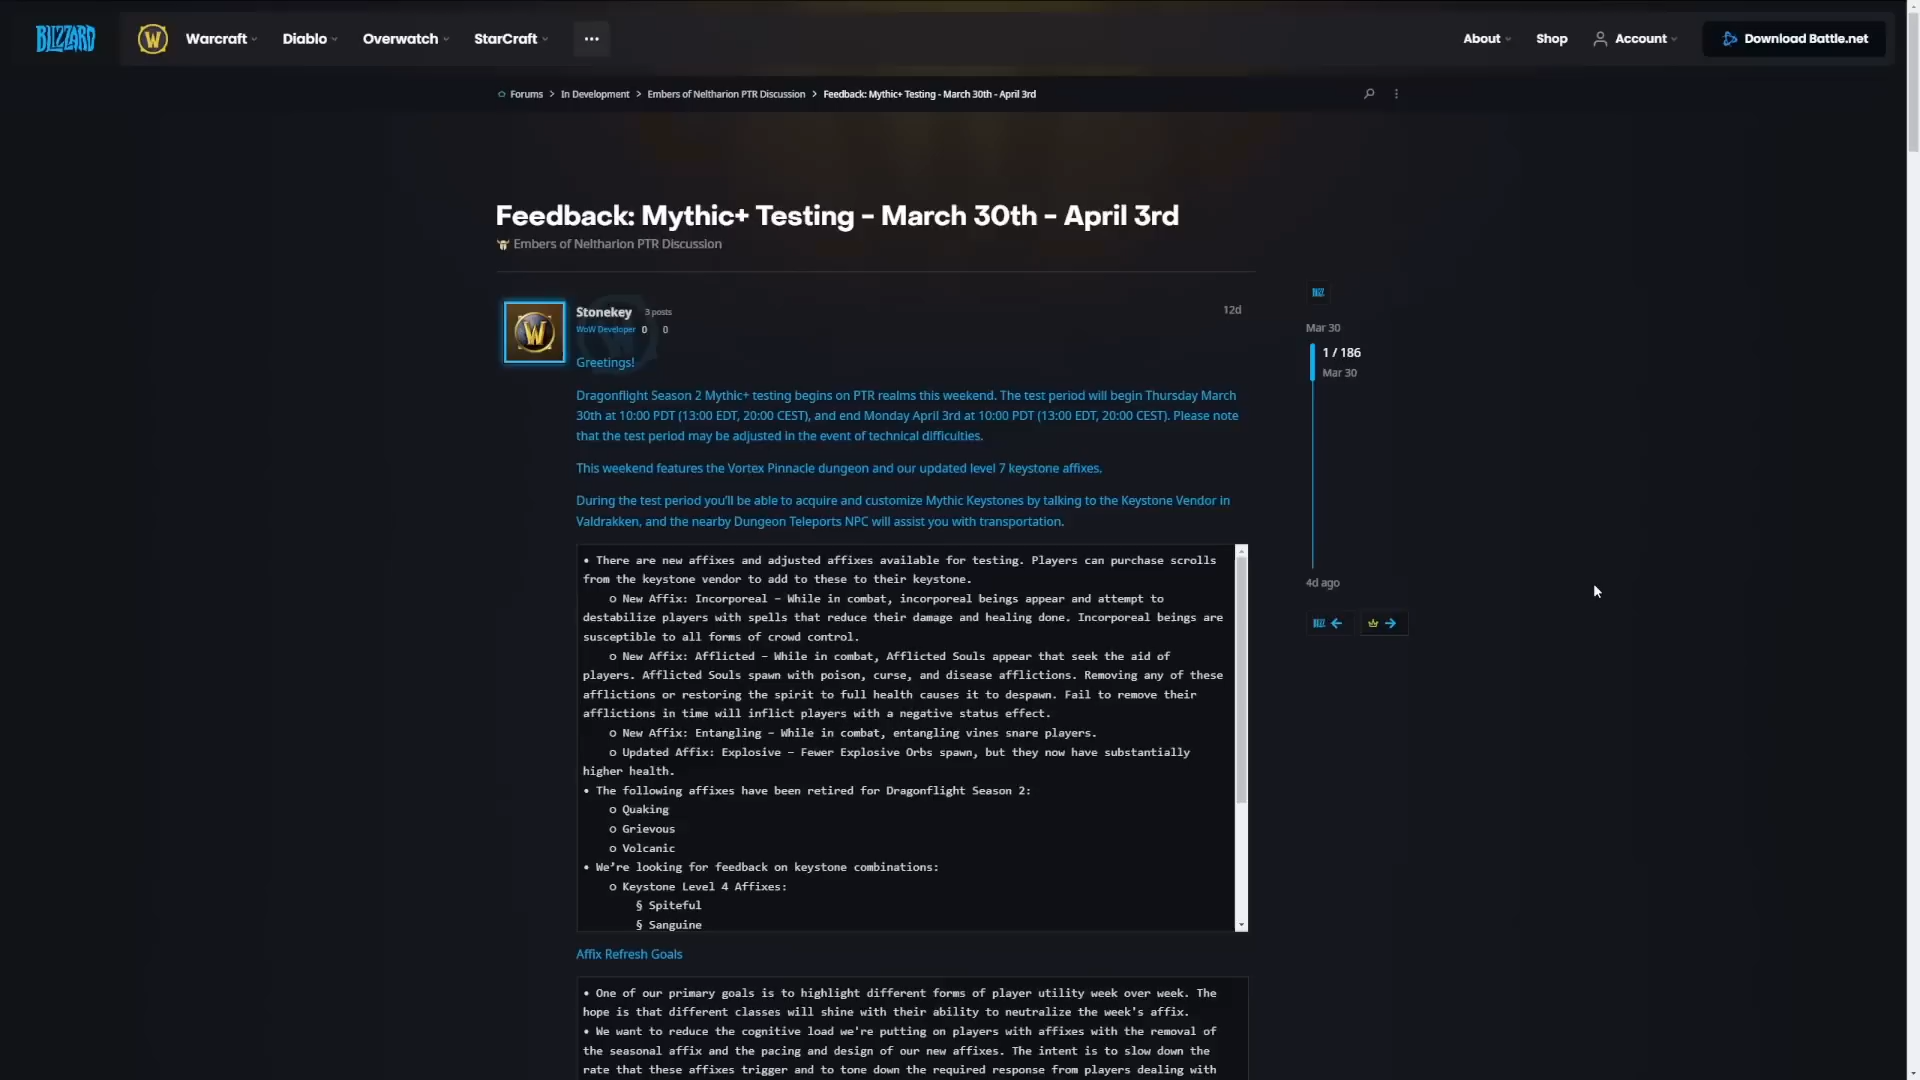 BLIZZARD
W Warcraft Diablo Overwatch StarCraft ... About Shop Account Download Battle.net
Forums > In Development > Embers of Neltharion PTR Discussion > Feedback: Mythic+ Testing - March 30th - April 3rd
Feedback: Mythic+ Testing - March 30th - April 3rd
Embers of Neltharion PTR Discussion
Stonekey 3 posts 12d
WoW Developer 0 0
Greetings!
Dragonflight Season 2 Mythic+ testing begins on PTR realms this weekend. The test period will begin Thursday March
30th at 10:00 PDT (13:00 EDT, 20:00 CEST), and end Monday April 3rd at 10:00 PDT (13:00 EDT, 20:00 CEST). Please note
that the test period may be adjusted in the event of technical difficulties.
This weekend features the Vortex Pinnacle dungeon and our updated level 7 keystone affixes.
During the test period you'll be able to acquire and customize Mythic Keystones by talking to the Keystone Vendor in
Valdrakken, and the nearby Dungeon Teleports NPC will assist you with transportation.
• There are new affixes and adjusted affixes available for testing. Players can purchase scrolls
from the keystone vendor to add to these to their keystone.
o New Affix: Incorporeal – While in combat, incorporeal beings appear and attempt to
destabilize players with spells that reduce their damage and healing done. Incorporeal beings are
susceptible to all forms of crowd control.
o New Affix: Afflicted – While in combat, Afflicted Souls appear that seek the aid of
players. Afflicted Souls spawn with poison, curse, and disease afflictions. Removing any of these
afflictions or restoring the spirit to full health causes it to despawn. Fail to remove their
afflictions in time will inflict players with a negative status effect.
o New Affix: Entangling – While in combat, entangling vines snare players.
o Updated Affix: Explosive – Fewer Explosive Orbs spawn, but they now have substantially
higher health.
• The following affixes have been retired for Dragonflight Season 2:
o Quaking
o Grievous
o Volcanic
• We're looking for feedback on keystone combinations:
o Keystone Level 4 Affixes:
§ Spiteful
§ Sanguine
Affix Refresh Goals
• One of our primary goals is to highlight different forms of player utility week over week. The
hope is that different classes will shine with their ability to neutralize the week's affix.
• We want to reduce the cognitive load we're putting on players with affixes with the removal of
the seasonal affix and the pacing and design of our new affixes. The intent is to slow down the
rate that these affixes trigger and to tone down the required response from players dealing with
BLIZZ
Mar 30
1 / 186
Mar 30
4d ago
BLIZZ